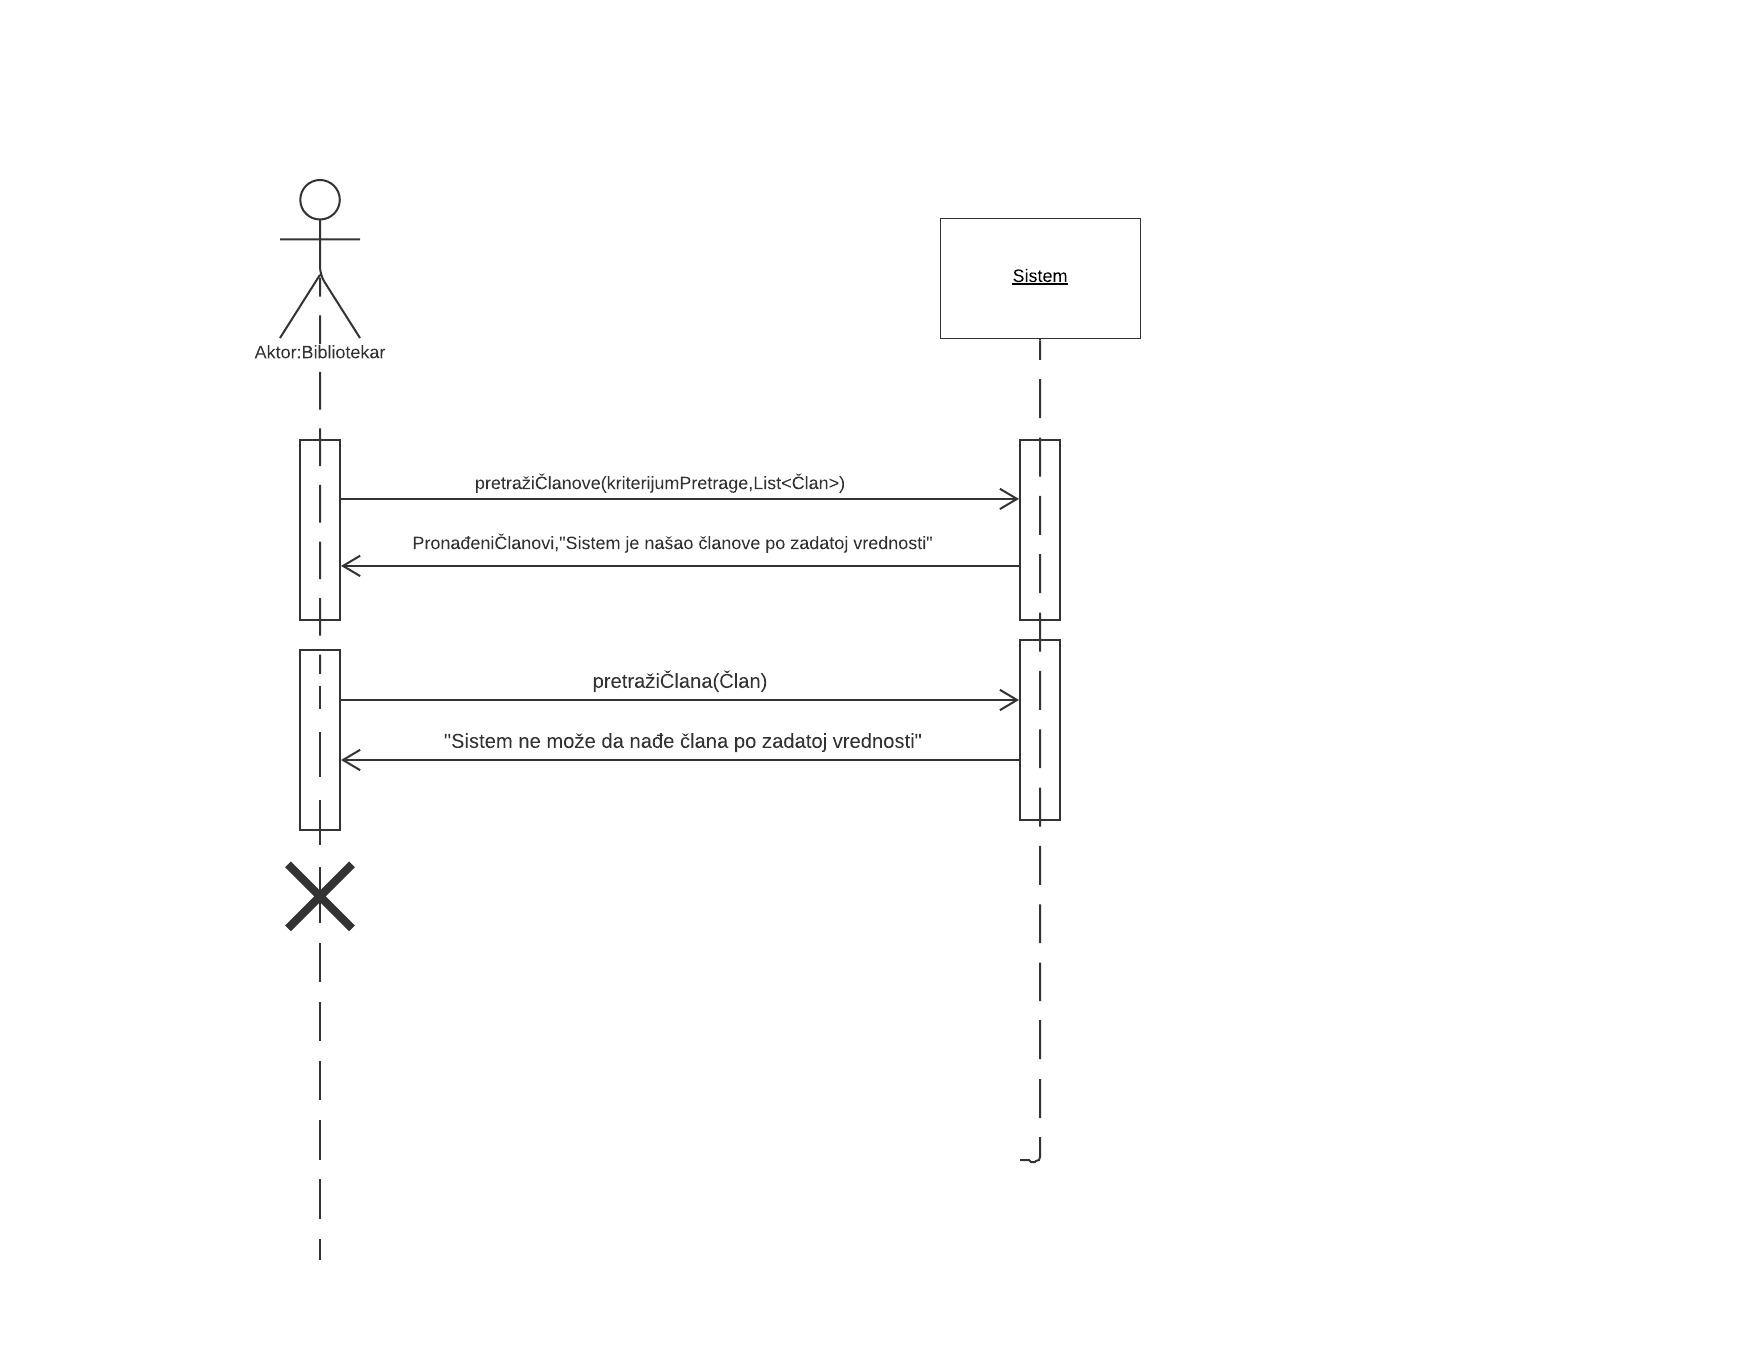 Sistem
Aktor:Bibliotekar
pretražiČlanove(kriterijumPretrage,List<Član>)
PronađeniČlanovi,"Sistem je našao članove po zadatoj vrednosti"
pretražiČlana(Član)
"Sistem ne može da nađe člana po zadatoj vrednosti"